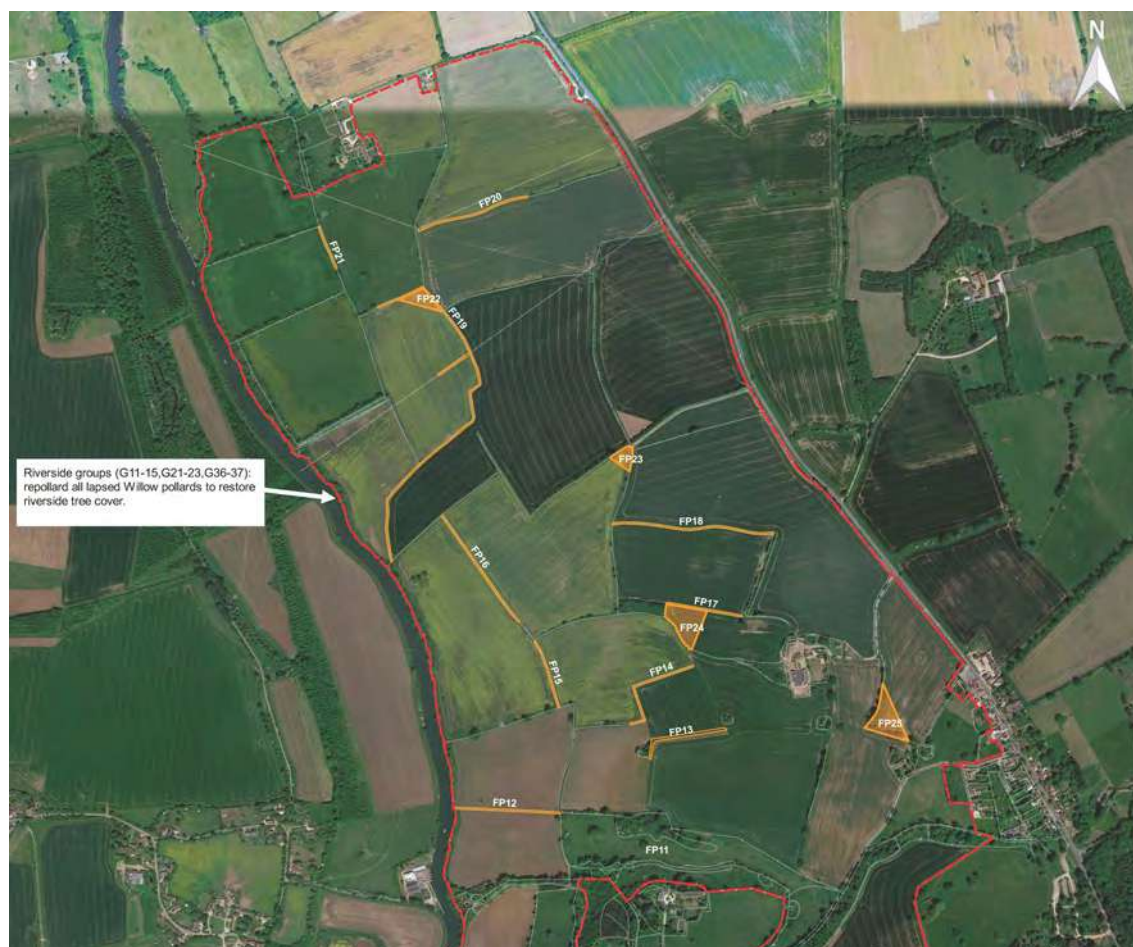 N
FP20
FP21
FP22
FP19
FP23
Riverside groups (G11-15,G21-23,G36-37):
repollard all lapsed Willow pollards to restore
riverside tree cover.
FP18
FP16
FP17
FP24
FP15
FP14
FP25
FP13
FP12
FP11